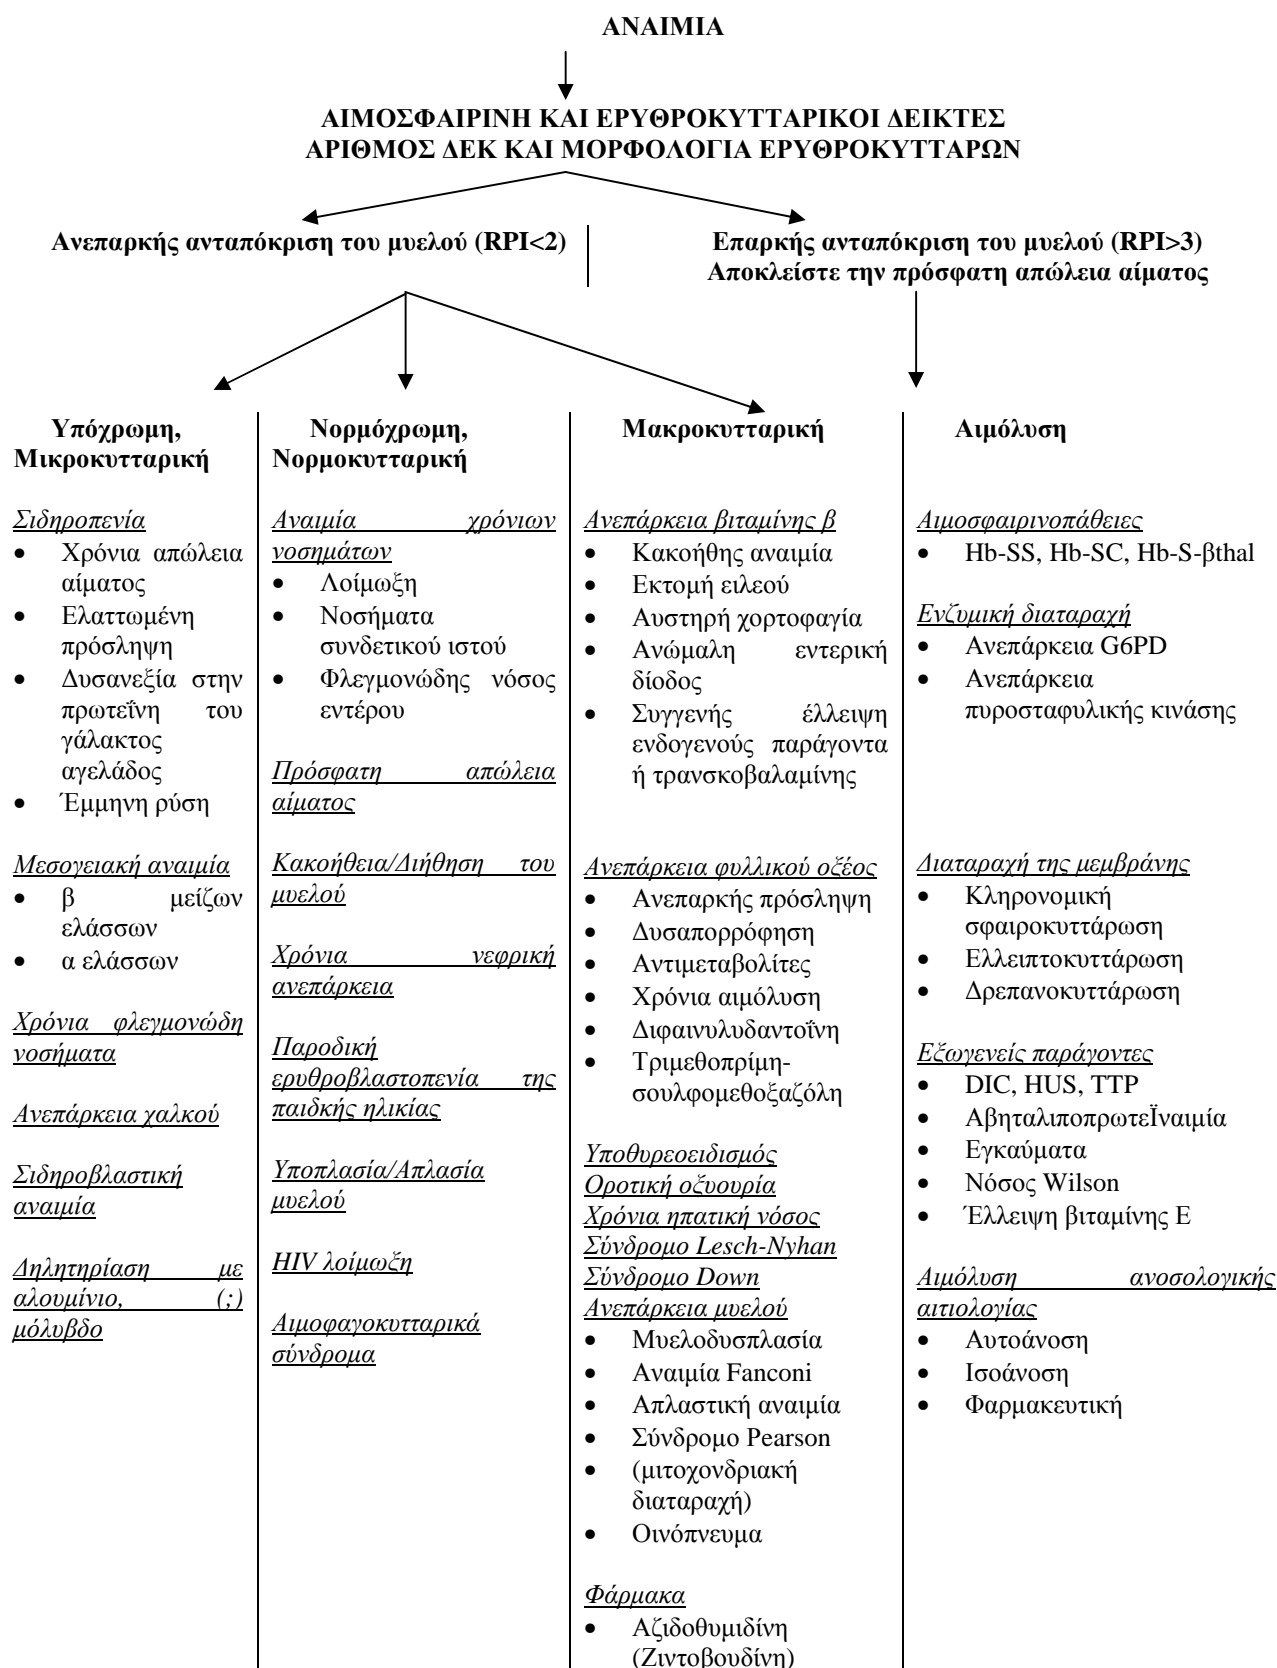 ΑΝΑΙΜΙΑ
ΑΙΜΟΣΦΑΙΡΙΝΗ ΚΑΙ ΕΡΥΘΡΟΚΥΤΤΑΡΙΚΟΙ ΔΕΙΚΤΕΣ
ΑΡΙΘΜΟΣ ΔΕΚ ΚΑΙ ΜΟΡΦΟΛΟΓΙΑ ΕΡΥΘΡΟΚΥΤΤΑΡΩΝ
Ανεπαρκής ανταπόκριση του μυελού (RPI<2)
Επαρκής ανταπόκριση του μυελού (RPI>3)
Αποκλείστε την πρόσφατη απώλεια αίματος
Υπόχρωμη,
Μικροκυτταρική
Σιδηροπενία
• Χρόνια απώλεια
αίματος
• Ελαττωμένη
πρόσληψη
• Δυσανεξία στην
πρωτεΐνη του
γάλακτος
αγελάδος
• Έμμηνη ρύση
Μεσογειακή αναιμία
• β μείζων
ελάσσων
• α ελάσσων
Χρόνια φλεγμονώδη
νοσήματα
Ανεπάρκεια χαλκού
Σιδηροβλαστική
αναιμία
Δηλητηρίαση με
αλουμίνιο, (;)
μόλυβδο
Νορμόχρωμη,
Νορμοκυτταρική
Αναιμία χρόνιων
νοσημάτων
• Λοίμωξη
• Νοσήματα
συνδετικού ιστού
• Φλεγμονώδης νόσος
εντέρου
Πρόσφατη απώλεια
αίματος
Κακοήθεια/Διήθηση του
μυελού
Χρόνια νεφρική
ανεπάρκεια
Παροδική
ερυθροβλαστοπενία της
παιδκής ηλικίας
Υποπλασία/Απλασία
μυελού
HIV λοίμωξη
Αιμοφαγοκυτταρικά
σύνδρομα
Μακροκυτταρική
Ανεπάρκεια βιταμίνης β
• Κακοήθης αναιμία
• Εκτομή ειλεού
• Αυστηρή χορτοφαγία
• Ανώμαλη εντερική
δίοδος
• Συγγενής έλλειψη
ενδογενούς παράγοντα
ή τρανσκοβαλαμίνης
Ανεπάρκεια φυλλικού οξέος
• Ανεπαρκής πρόσληψη
• Δυσαπορρόφηση
• Αντιμεταβολίτες
• Χρόνια αιμόλυση
• Διφαινυλυδαντοΐνη
• Τριμεθοπρίμη-
σουλφομεθοξαζόλη
Υποθυρεοειδισμός
Οροτική οξυουρία
Χρόνια ηπατική νόσος
Σύνδρομο Lesch-Nyhan
Σύνδρομο Down
Ανεπάρκεια μυελού
• Μυελοδυσπλασία
• Αναιμία Fanconi
• Απλαστική αναιμία
• Σύνδρομο Pearson
• (μιτοχονδριακή
διαταραχή)
• Οινόπνευμα
Φάρμακα
• Αζιδοθυμιδίνη
(Ζιντοβουδίνη)
Αιμόλυση
Αιμοσφαιρινοπάθειες
• Hb-SS, Hb-SC, Hb-S-βthal
Ενζυμική διαταραχή
• Ανεπάρκεια G6PD
• Ανεπάρκεια
πυροσταφυλικής κινάσης
Διαταραχή της μεμβράνης
• Κληρονομική
σφαιροκυττάρωση
• Ελλειπτοκυττάρωση
• Δρεπανοκυττάρωση
Εξωγενείς παράγοντες
• DIC, HUS, TTP
• ΑβηταλιποπρωτεΪναιμία
• Εγκαύματα
• Νόσος Wilson
• Έλλειψη βιταμίνης Ε
Αιμόλυση ανοσολογικής
αιτιολογίας
• Αυτοάνοση
• Ισοάνοση
• Φαρμακευτική